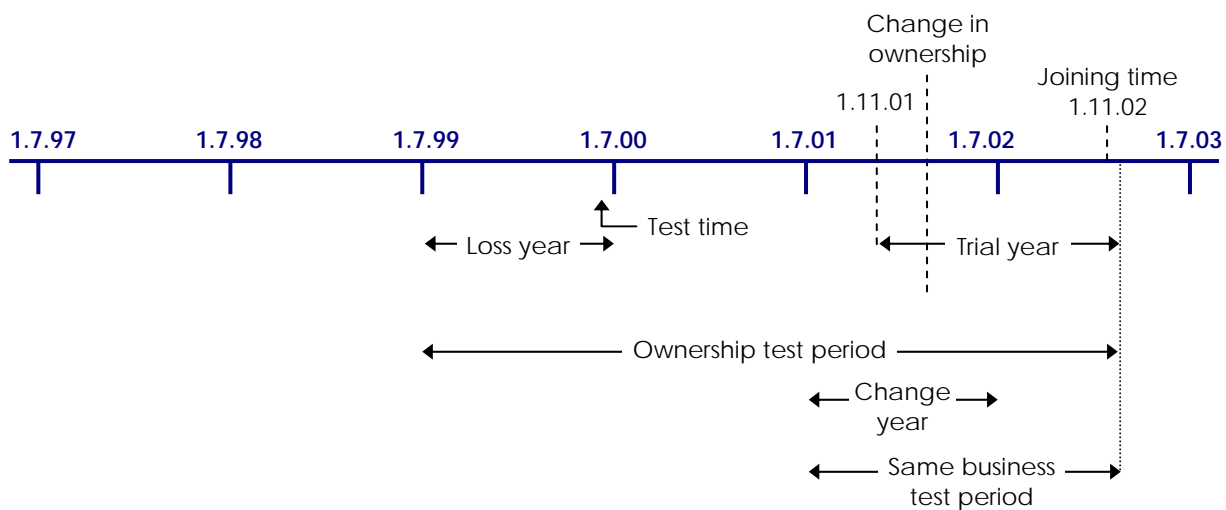 Change in
ownership
Joining time
1.11.01
1.11.02
1.7.97
1.7.98
1.7.99
1.7.00
1.7.01
1.7.02
1.7.03
Test time
Loss year
Trial year
Ownership test period
Change
year
Same business
test period